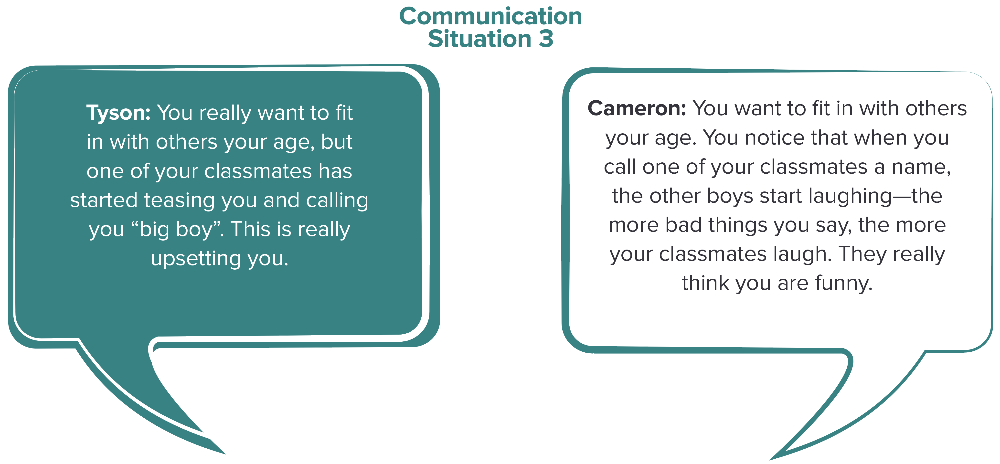 Communication
Situation 3
Tyson: You really want to fit
in with others your age, but
one of your classmates has
started teasing you and calling
you “big boy”. This is really
upsetting you.
Cameron: You want to fit in with others
your age. You notice that when you
call one of your classmates a name,
the other boys start laughing—the
more bad things you say, the more
your classmates laugh. They really
think you are funny.